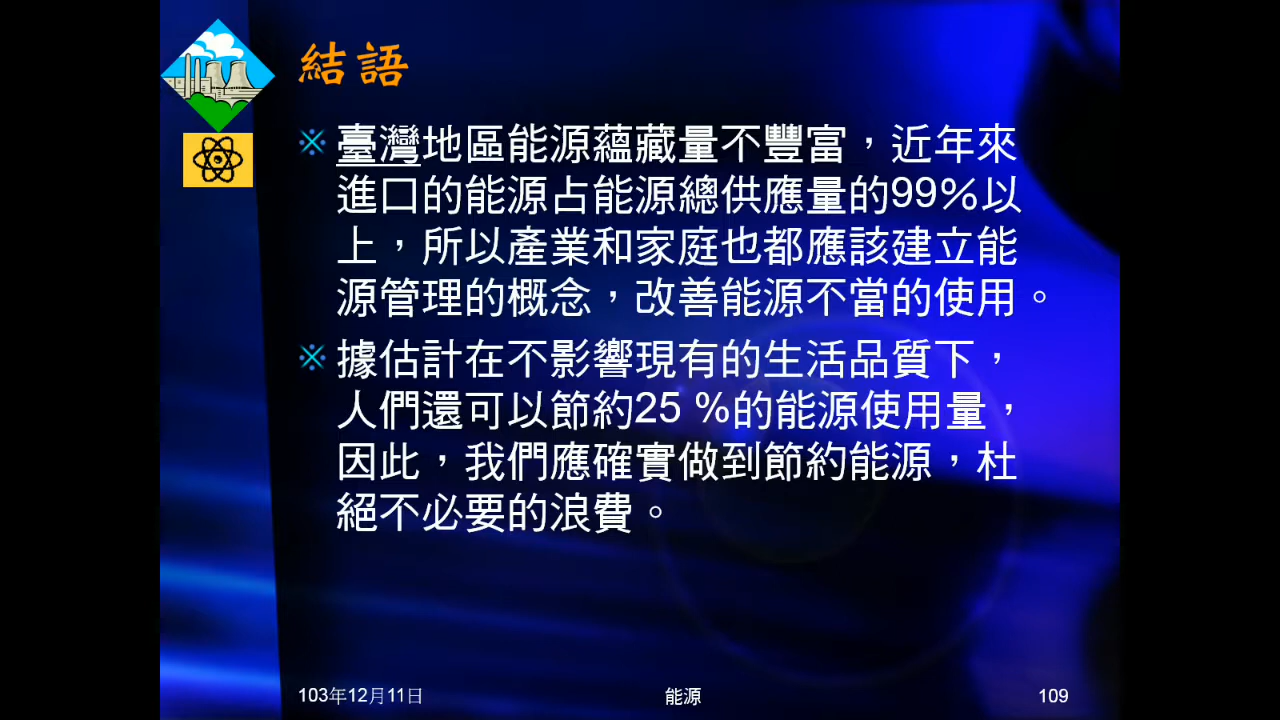 結語
※臺灣地區能源蘊藏量不豐富，近年來
進口的能源占能源總供應量的99%以
上，所以產業和家庭也都應該建立能
源管理的概念，改善能源不當的使用。
※據估計在不影響現有的生活品質下，
人們還可以節約25 %的能源使用量，
因此，我們應確實做到節約能源，杜
絕不必要的浪費。
103年12月11日
能源
109